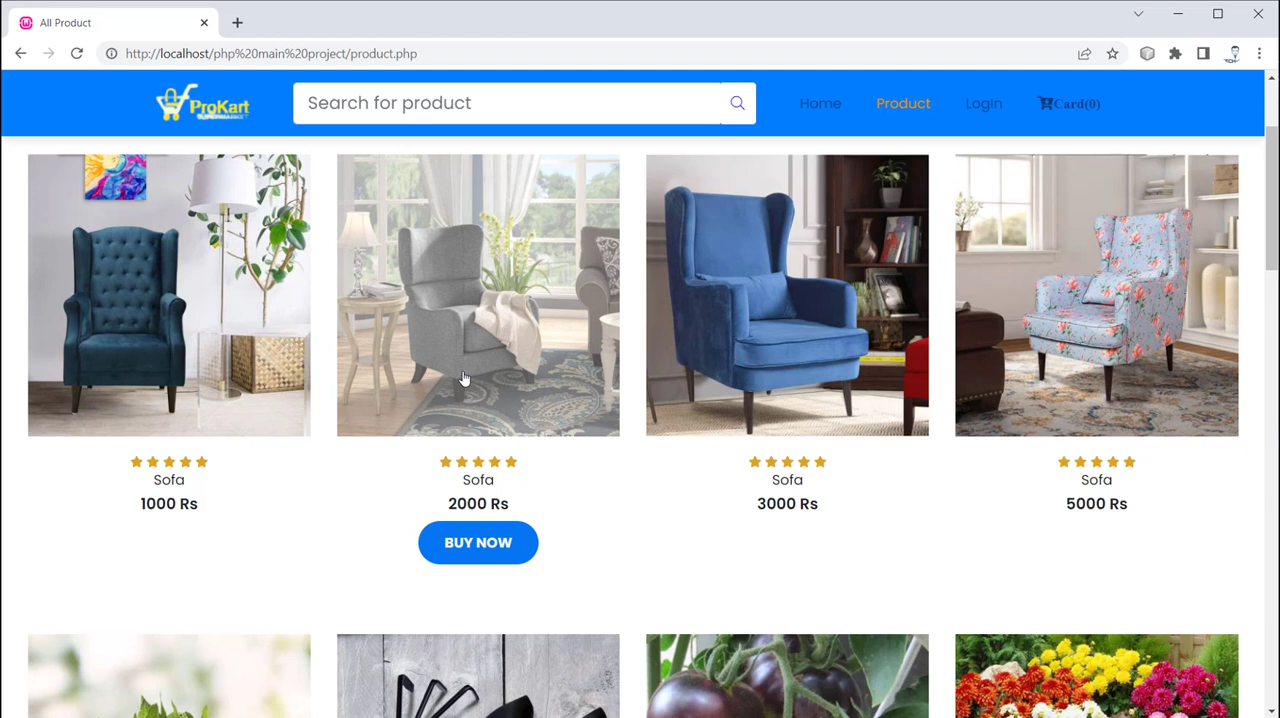 All Product
http://localhost/php%20main%20project/product.php
ProKart
SUPERMARKET
Search for product
Home
Product
LogIn
Card(0)
Sofa
1000 Rs
Sofa
2000 Rs
BUY NOW
Sofa
3000 Rs
Sofa
5000 Rs